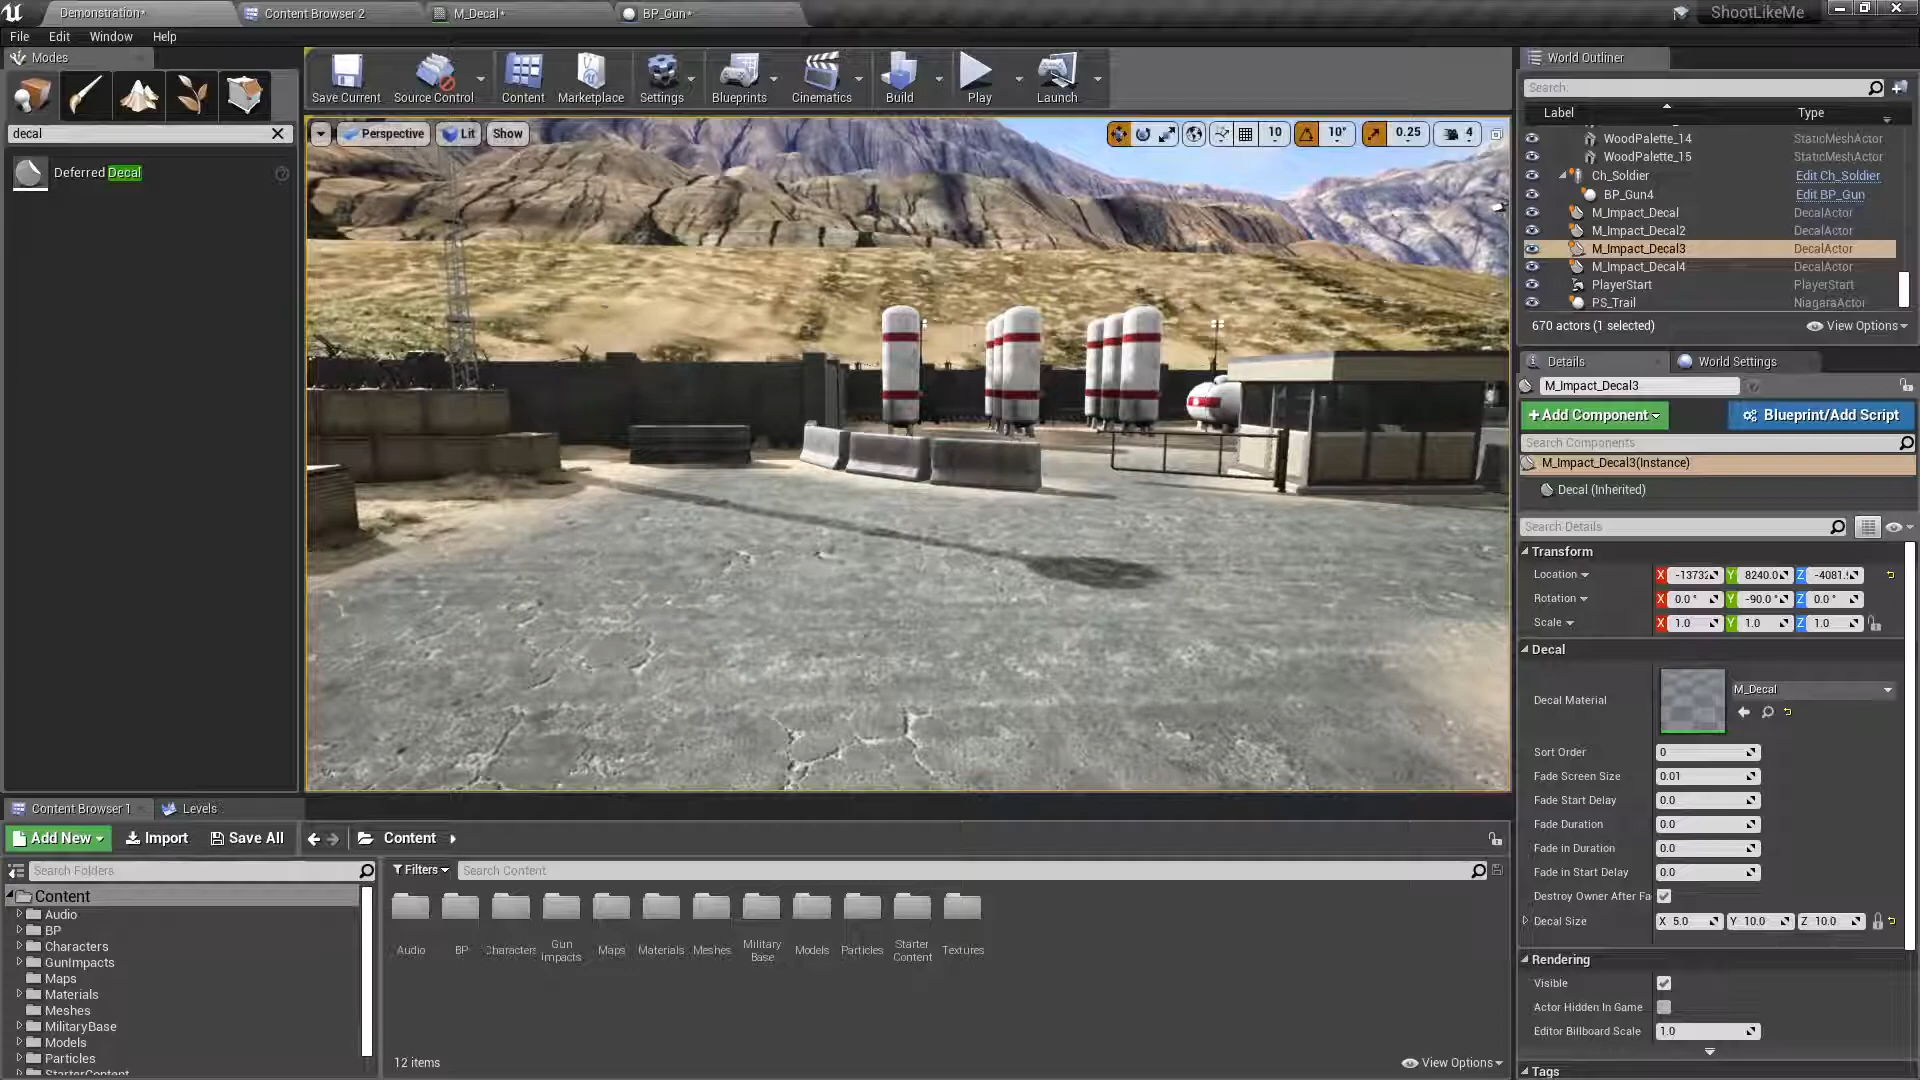 Demonstration*
Content Browser 2
M_Decal*
BP_Gun*
ShootLikeMe
File Edit Window Help
Modes
Save Current
Source Control
Content
Marketplace
Settings
Blueprints
Cinematics
Build
Play
Launch
decal
Deferred Decal
Perspective
Lit
Show
10
10°
0.25
4
World Outliner
Search:
Label Type
WoodPalette_14 StaticMeshActor
WoodPalette_15 StaticMeshActor
Ch_Soldier Edit Ch_Soldier
BP_Gun4 Edit BP_Gun
M_Impact_Decal DecalActor
M_Impact_Decal2 DecalActor
M_Impact_Decal3 DecalActor
M_Impact_Decal4 DecalActor
PlayerStart PlayerStart
PS_Trail NiagaraActor
670 actors (1 selected)
View Options
Details
World Settings
M_Impact_Decal3
+Add Component
Blueprint/Add Script
Search Components
M_Impact_Decal3(Instance)
Decal (Inherited)
Search Details
Transform
Location X -13732 Y 8240.0 Z -4081.
Rotation X 0.0 ° Y -90.0 ° Z 0.0 °
Scale X 1.0 Y 1.0 Z 1.0
Decal
Decal Material
M_Decal
Sort Order 0
Fade Screen Size 0.01
Fade Start Delay 0.0
Fade Duration 0.0
Fade in Duration 0.0
Fade in Start Delay 0.0
Destroy Owner After Fa
Decal Size X 5.0 Y 10.0 Z 10.0
Rendering
Visible
Actor Hidden In Game
Editor Billboard Scale 1.0
Tags
Content Browser 1
Levels
Add New
Import
Save All
Content
Search Folders
Filters
Search Content
Content
Audio
BP
Characters
GunImpacts
Maps
Materials
Meshes
MilitaryBase
Models
Particles
StarterContent
Audio
BP
Characters
Gun
Impacts
Maps
Materials
Meshes
Military
Base
Models
Particles
Starter
Content
Textures
12 items
View Options